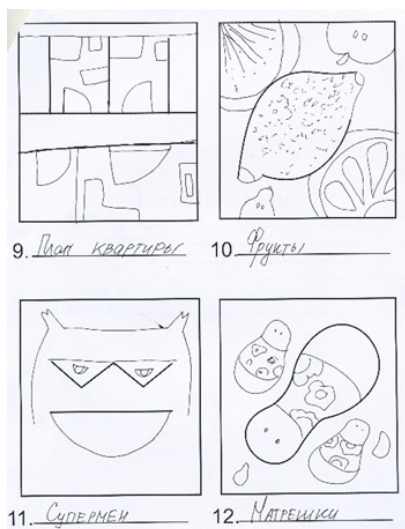 9. План квартиры
10. Фрукты
11. Супермен
12. Матрешки